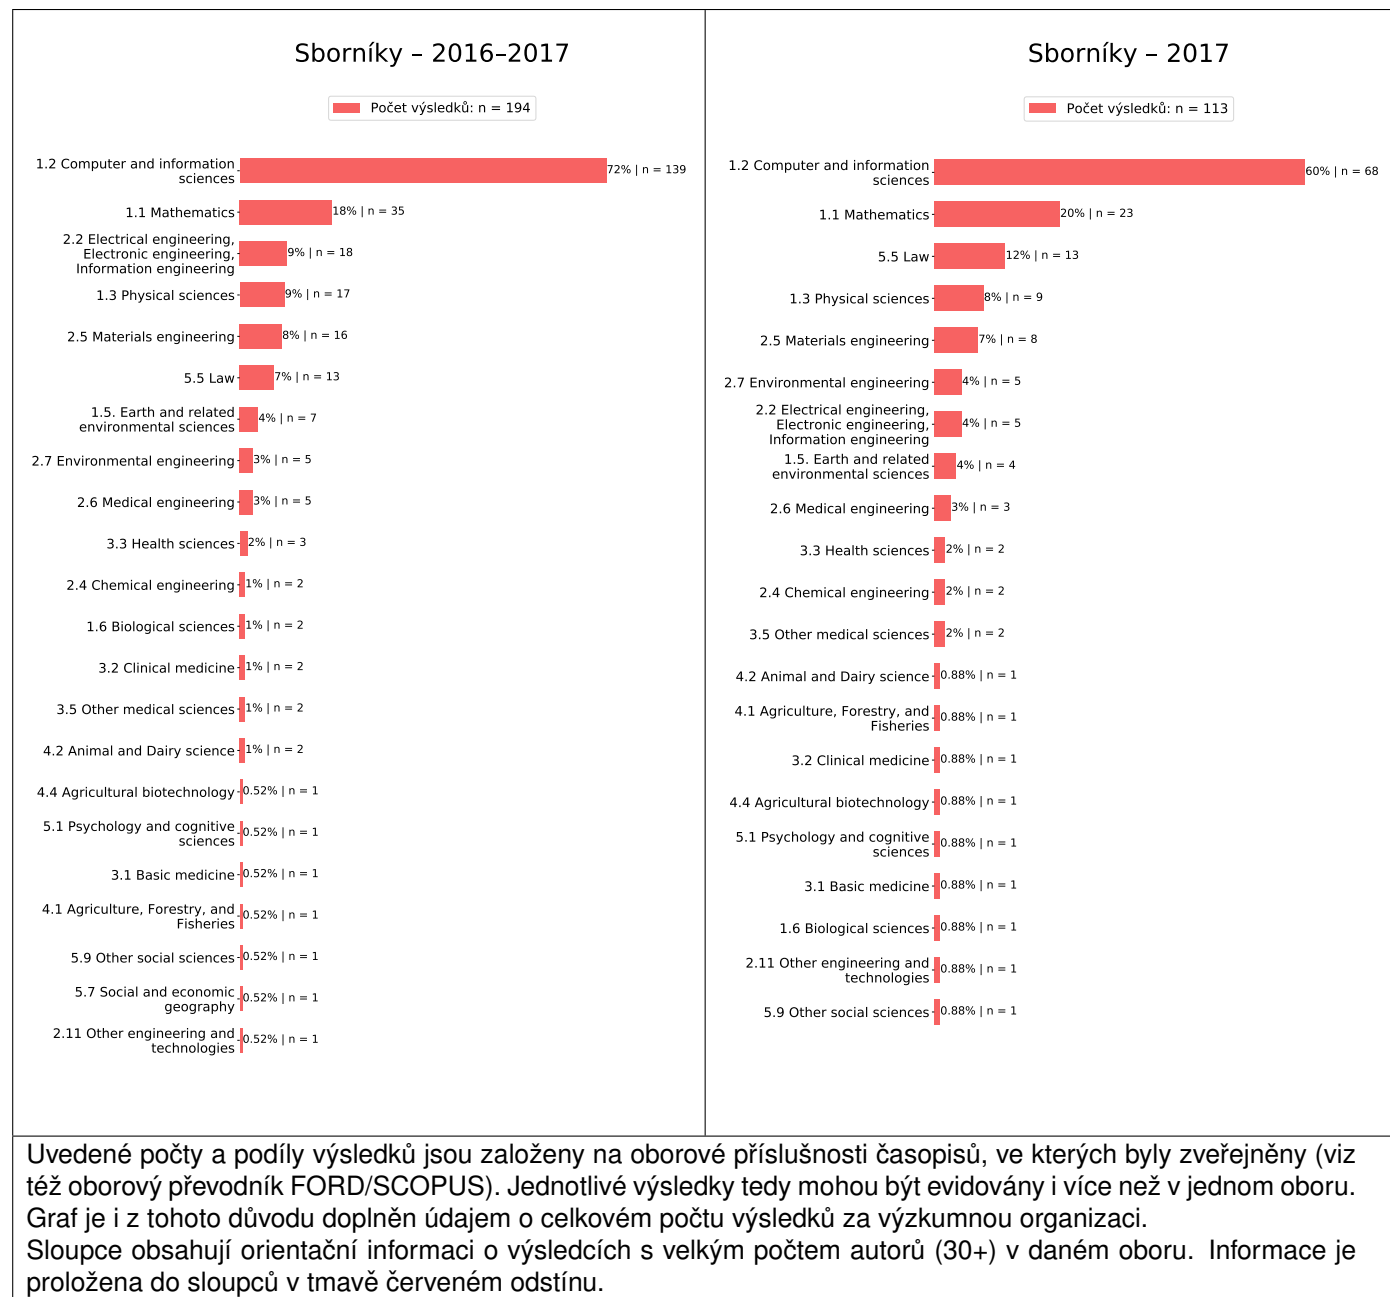 Sborníky – 2016–2017
Počet výsledků: n = 194
1.2 Computer and information
sciences
72% | n = 139
1.1 Mathematics
18% | n = 35
2.2 Electrical engineering,
Electronic engineering,
Information engineering
9% | n = 18
1.3 Physical sciences
9% | n = 17
2.5 Materials engineering
8% | n = 16
5.5 Law
7% | n = 13
1.5. Earth and related
environmental sciences
4% | n = 7
2.7 Environmental engineering
3% | n = 5
2.6 Medical engineering
3% | n = 5
3.3 Health sciences
2% | n = 3
2.4 Chemical engineering
1% | n = 2
1.6 Biological sciences
1% | n = 2
3.2 Clinical medicine
1% | n = 2
3.5 Other medical sciences
1% | n = 2
4.2 Animal and Dairy science
1% | n = 2
4.4 Agricultural biotechnology
0.52% | n = 1
5.1 Psychology and cognitive
sciences
0.52% | n = 1
3.1 Basic medicine
0.52% | n = 1
4.1 Agriculture, Forestry, and
Fisheries
0.52% | n = 1
5.9 Other social sciences
0.52% | n = 1
5.7 Social and economic
geography
0.52% | n = 1
2.11 Other engineering and
technologies
0.52% | n = 1
Sborníky – 2017
Počet výsledků: n = 113
1.2 Computer and information
sciences
60% | n = 68
1.1 Mathematics
20% | n = 23
5.5 Law
12% | n = 13
1.3 Physical sciences
8% | n = 9
2.5 Materials engineering
7% | n = 8
2.7 Environmental engineering
4% | n = 5
2.2 Electrical engineering,
Electronic engineering,
Information engineering
4% | n = 5
1.5. Earth and related
environmental sciences
4% | n = 4
2.6 Medical engineering
3% | n = 3
3.3 Health sciences
2% | n = 2
2.4 Chemical engineering
2% | n = 2
3.5 Other medical sciences
2% | n = 2
4.2 Animal and Dairy science
0.88% | n = 1
4.1 Agriculture, Forestry, and
Fisheries
0.88% | n = 1
3.2 Clinical medicine
0.88% | n = 1
4.4 Agricultural biotechnology
0.88% | n = 1
5.1 Psychology and cognitive
sciences
0.88% | n = 1
3.1 Basic medicine
0.88% | n = 1
1.6 Biological sciences
0.88% | n = 1
2.11 Other engineering and
technologies
0.88% | n = 1
5.9 Other social sciences
0.88% | n = 1
Uvedené počty a podíly výsledků jsou založeny na oborové příslušnosti časopisů, ve kterých byly zveřejněny (viz
též oborový převodník FORD/SCOPUS). Jednotlivé výsledky tedy mohou být evidovány i více než v jednom oboru.
Graf je i z tohoto důvodu doplněn údajem o celkovém počtu výsledků za výzkumnou organizaci.
Sloupce obsahují orientační informaci o výsledcích s velkým počtem autorů (30+) v daném oboru. Informace je
proložena do sloupců v tmavě červeném odstínu.